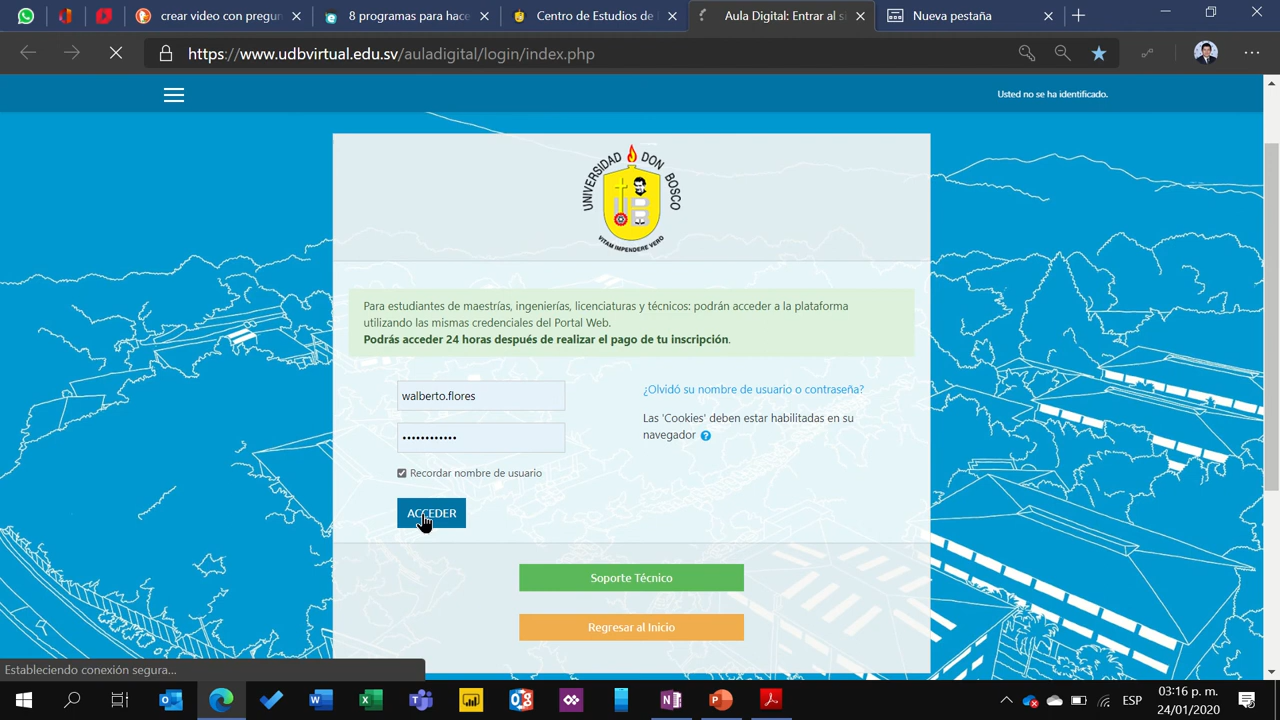 crear video con pregun
8 programas para hace
Centro de Estudios de
Aula Digital: Entrar al si
Nueva pestaña
https://www.udbvirtual.edu.sv/auladigital/login/index.php
Usted no se ha identificado.
UNIVERSIDAD DON BOSCO
VITAM IMPENDERE VERO
Para estudiantes de maestrías, ingenierías, licenciaturas y técnicos: podrán acceder a la plataforma
utilizando las mismas credenciales del Portal Web.
Podrás acceder 24 horas después de realizar el pago de tu inscripción.
walberto.flores
¿Olvidó su nombre de usuario o contraseña?
••••••••••••
Las 'Cookies' deben estar habilitadas en su
navegador
Recordar nombre de usuario
ACCEDER
Soporte Técnico
Regresar al Inicio
Estableciendo conexión segura...
ESP
03:16 p. m.
24/01/2020